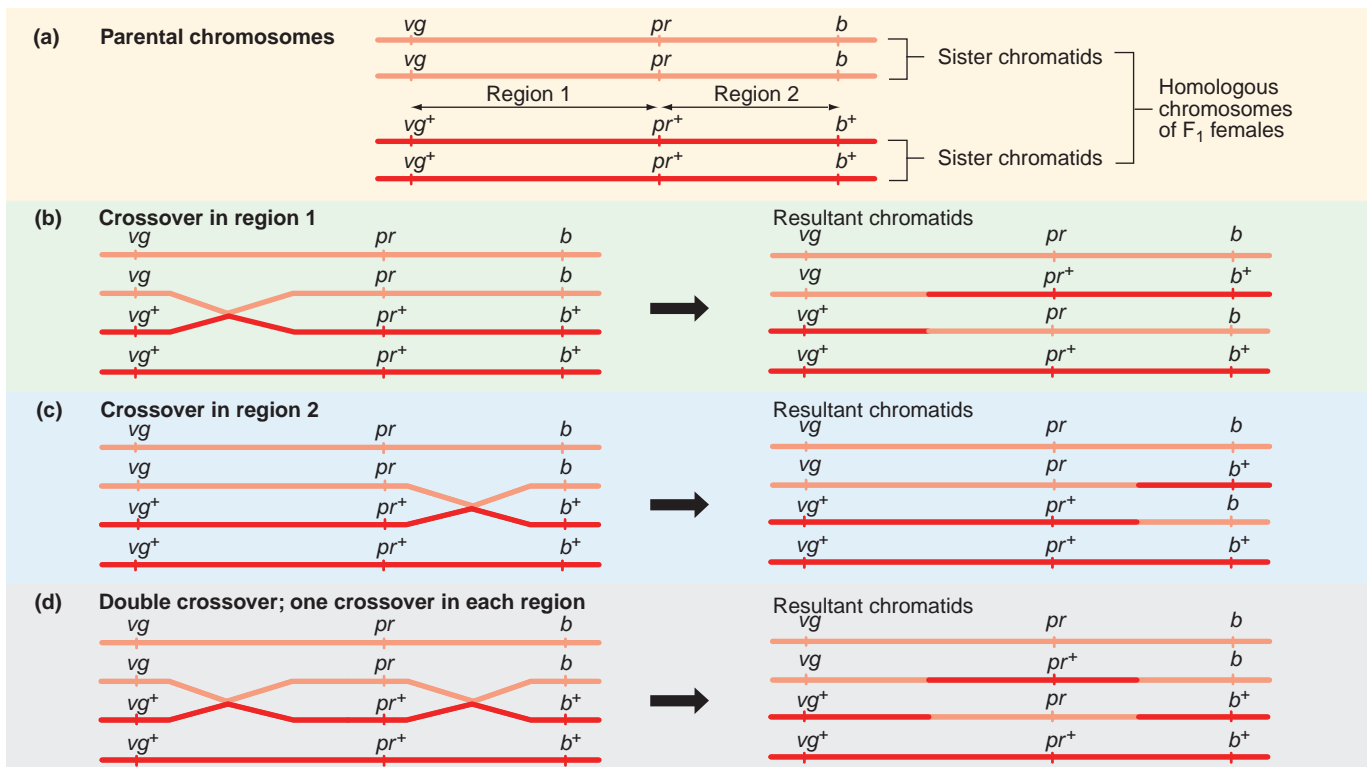 (a) Parental chromosomes
vg pr b
vg pr b
Sister chromatids
Region 1 Region 2
vg+ pr+ b+
vg+ pr+ b+
Sister chromatids
Homologous
chromosomes
of F1 females
(b) Crossover in region 1
vg pr b
vg pr b
vg+ pr+ b+
vg+ pr+ b+
Resultant chromatids
vg pr b
vg pr+ b+
vg+ pr b
vg+ pr+ b+
(c) Crossover in region 2
vg pr b
vg pr b
vg+ pr+ b+
vg+ pr+ b+
Resultant chromatids
vg pr b
vg pr b+
vg+ pr+ b
vg+ pr+ b+
(d) Double crossover; one crossover in each region
vg pr b
vg pr b
vg+ pr+ b+
vg+ pr+ b+
Resultant chromatids
vg pr b
vg pr+ b
vg+ pr b+
vg+ pr+ b+